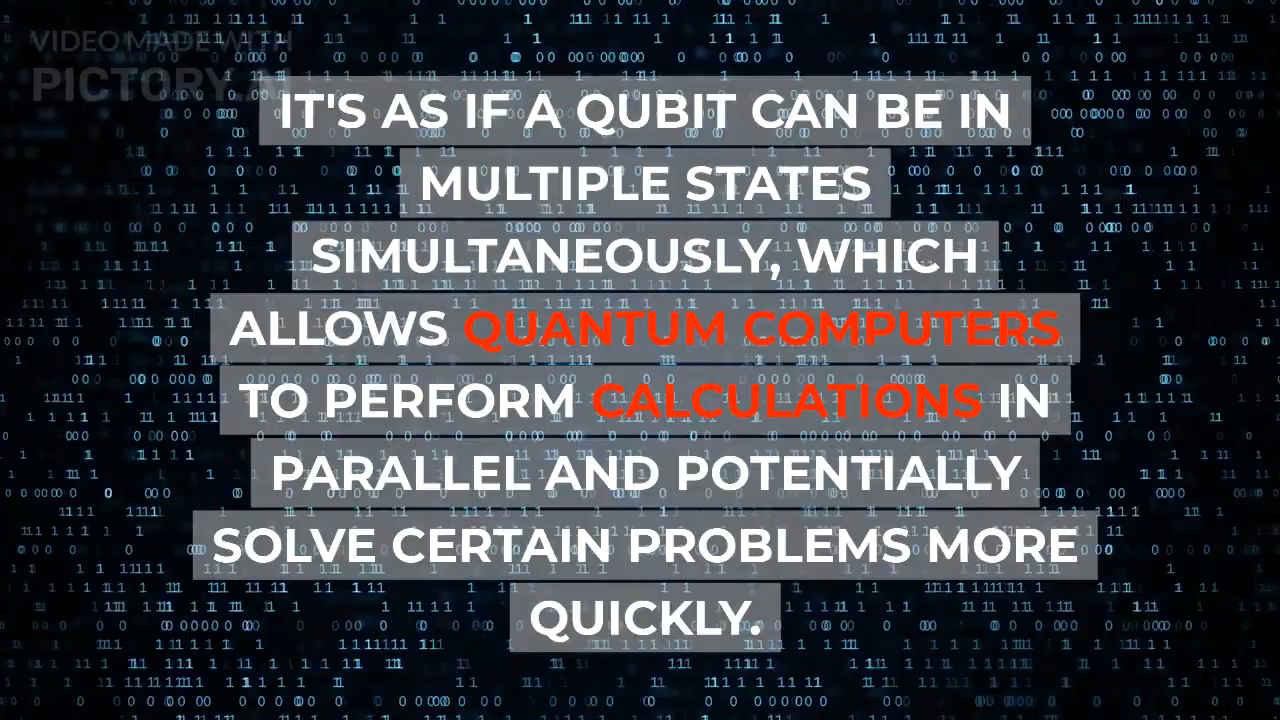 VIDEO MADE WITH
PICTORY.AI
IT'S AS IF A QUBIT CAN BE IN
MULTIPLE STATES
SIMULTANEOUSLY, WHICH
ALLOWS QUANTUM COMPUTERS
TO PERFORM CALCULATIONS IN
PARALLEL AND POTENTIALLY
SOLVE CERTAIN PROBLEMS MORE
QUICKLY.